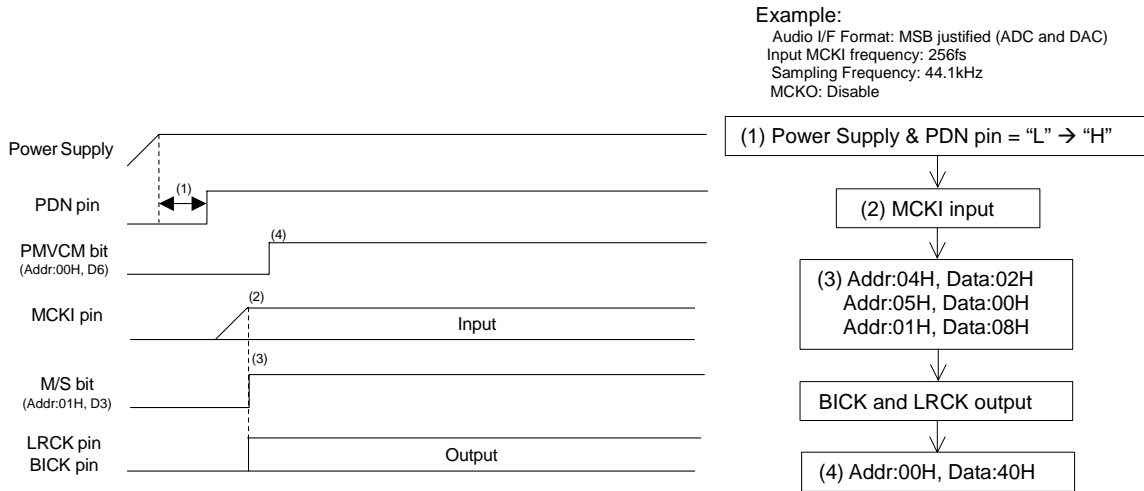 Example:
Audio I/F Format: MSB justified (ADC and DAC)
Input MCKI frequency: 256fs
Sampling Frequency: 44.1kHz
MCKO: Disable
Power Supply
PDN pin
PMVCM bit
(Addr:00H, D6)
MCKI pin
M/S bit
(Addr:01H, D3)
LRCK pin
BICK pin
(1)
(4)
(2)
Input
(3)
Output
(1) Power Supply & PDN pin = “L” → “H”
(2) MCKI input
(3) Addr:04H, Data:02H
Addr:05H, Data:00H
Addr:01H, Data:08H
BICK and LRCK output
(4) Addr:00H, Data:40H